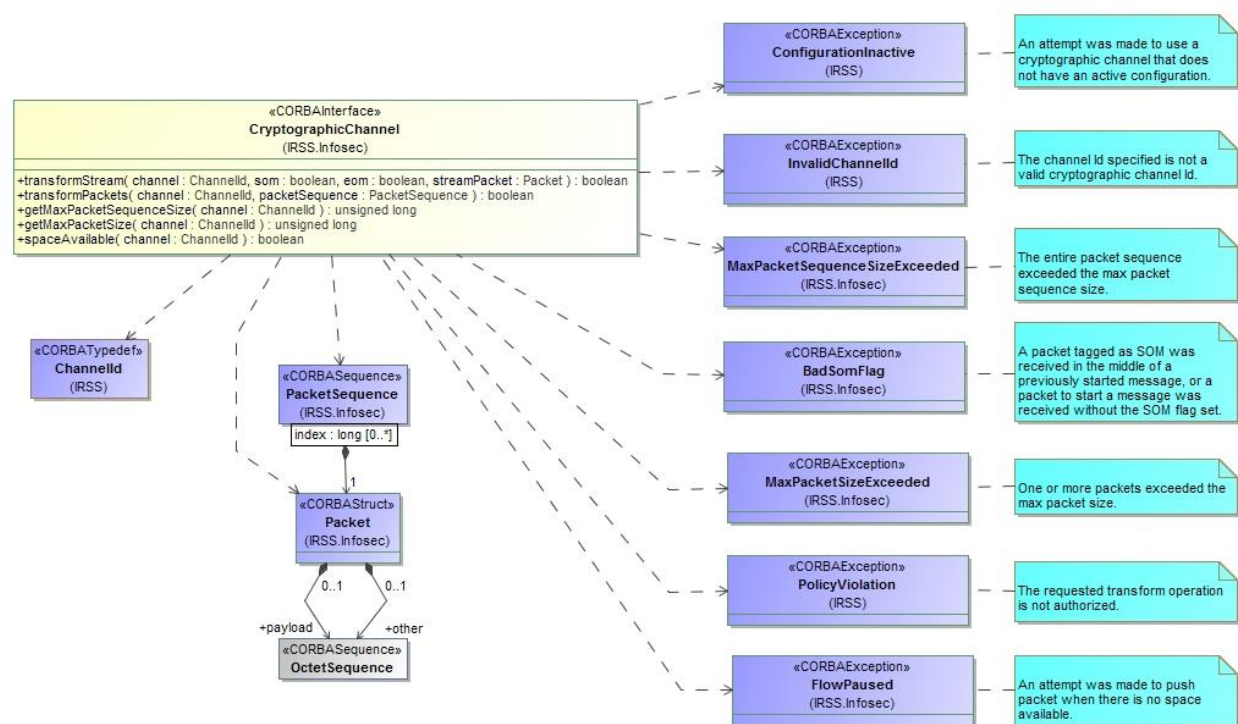 «CORBAInterface»
CryptographicChannel
(IRSS.Infosec)
+transformStream( channel : ChannelId, som : boolean, eom : boolean, streamPacket : Packet ) : boolean
+transformPackets( channel : ChannelId, packetSequence : PacketSequence ) : boolean
+getMaxPacketSequenceSize( channel : ChannelId ) : unsigned long
+getMaxPacketSize( channel : ChannelId ) : unsigned long
+spaceAvailable( channel : ChannelId ) : boolean
«CORBATypedef»
ChannelId
(IRSS)
«CORBASequence»
PacketSequence
(IRSS.Infosec)
index : long [0..*]
1
«CORBAStruct»
Packet
(IRSS.Infosec)
0..1
0..1
+payload
+other
«CORBASequence»
OctetSequence
«CORBAException»
ConfigurationInactive
(IRSS)
An attempt was made to use a
cryptographic channel that does
not have an active configuration.
«CORBAException»
InvalidChannelId
(IRSS)
The channel Id specified is not a
valid cryptographic channel Id.
«CORBAException»
MaxPacketSequenceSizeExceeded
(IRSS.Infosec)
The entire packet sequence
exceeded the max packet
sequence size.
«CORBAException»
BadSomFlag
(IRSS.Infosec)
A packet tagged as SOM was
received in the middle of a
previously started message, or a
packet to start a message was
received without the SOM flag set.
«CORBAException»
MaxPacketSizeExceeded
(IRSS.Infosec)
One or more packets exceeded the
max packet size.
«CORBAException»
PolicyViolation
(IRSS)
The requested transform operation
is not authorized.
«CORBAException»
FlowPaused
(IRSS.Infosec)
An attempt was made to push
packet when there is no space
available.